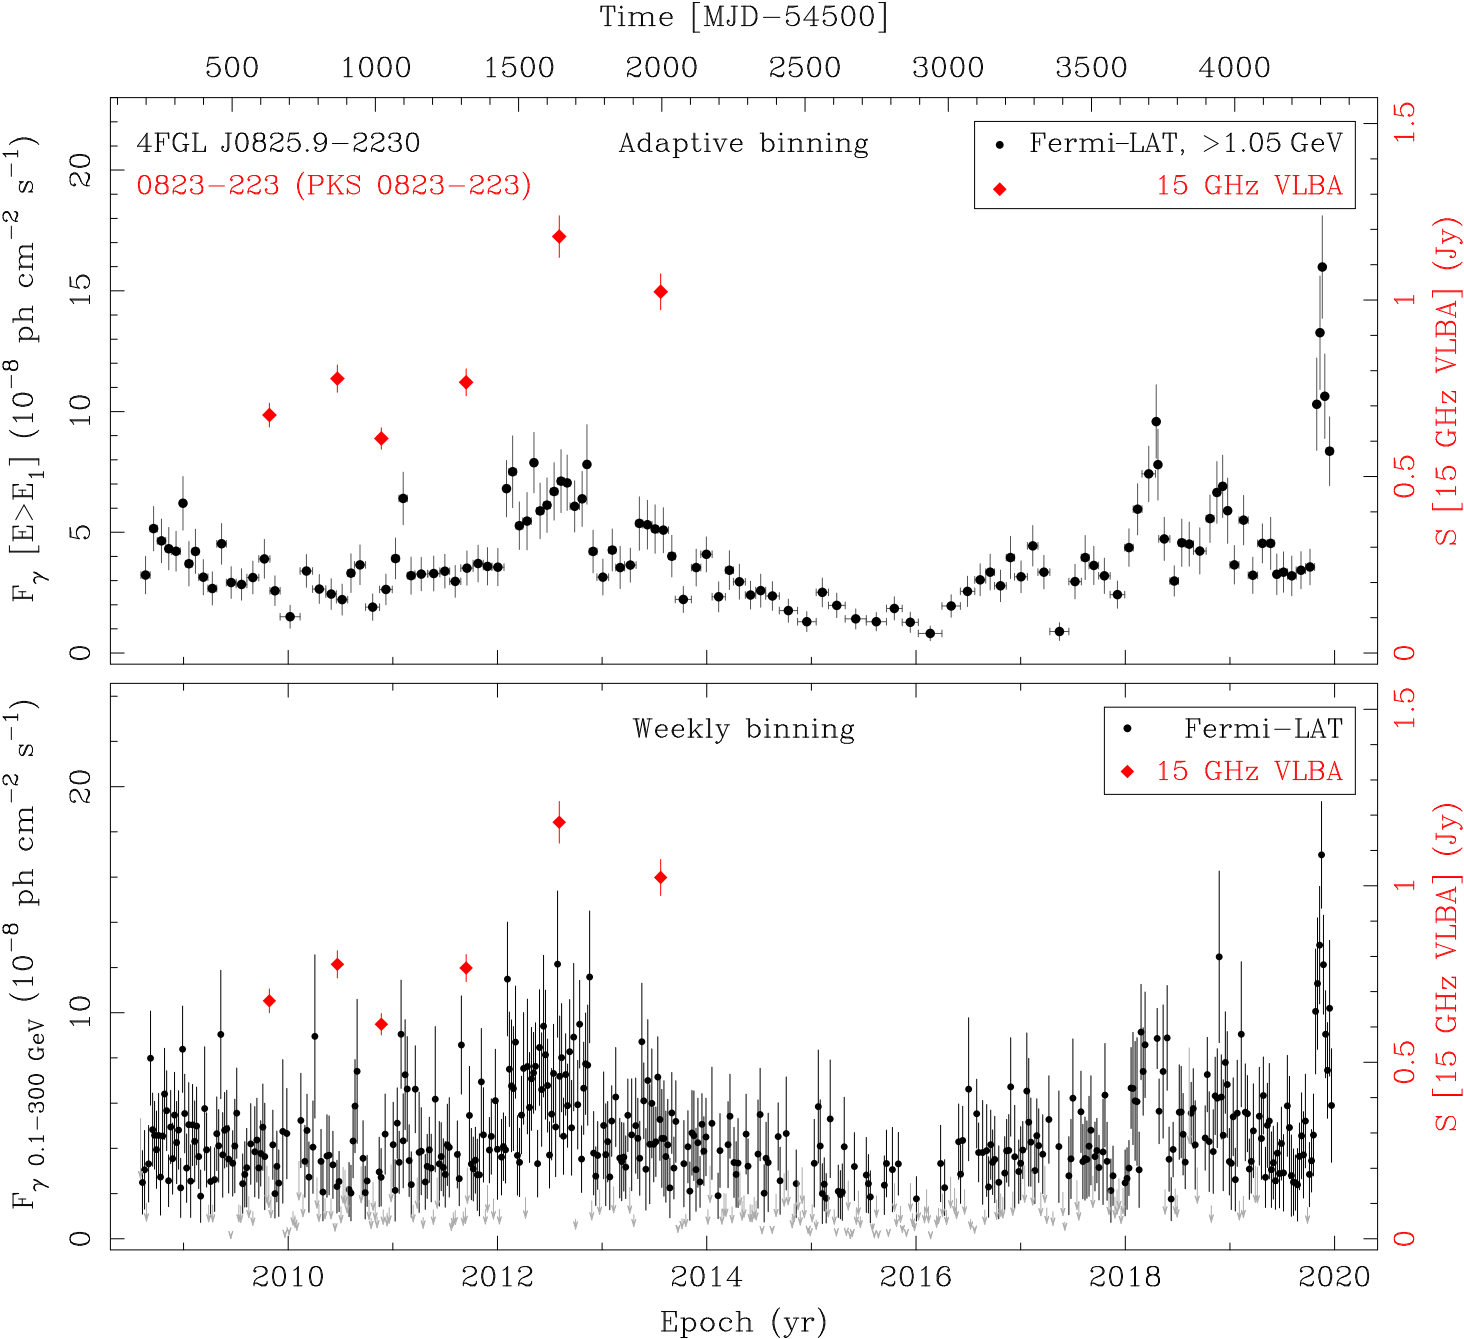 Time [MJD−54500]
500 1000 1500 2000 2500 3000 3500 4000
4FGL J0825.9−2230
0823−223 (PKS 0823−223)
Adaptive binning
Fermi−LAT, >1.05 GeV
15 GHz VLBA
F_γ [E>E_1] (10^−8 ph cm^−2 s^−1)
20
15
10
5
0
1.5
1
0.5
0
S [15 GHz VLBA] (Jy)
Weekly binning
Fermi−LAT
15 GHz VLBA
F_γ 0.1−300 GeV (10^−8 ph cm^−2 s^−1)
20
10
0
1.5
1
0.5
0
S [15 GHz VLBA] (Jy)
2010 2012 2014 2016 2018 2020
Epoch (yr)